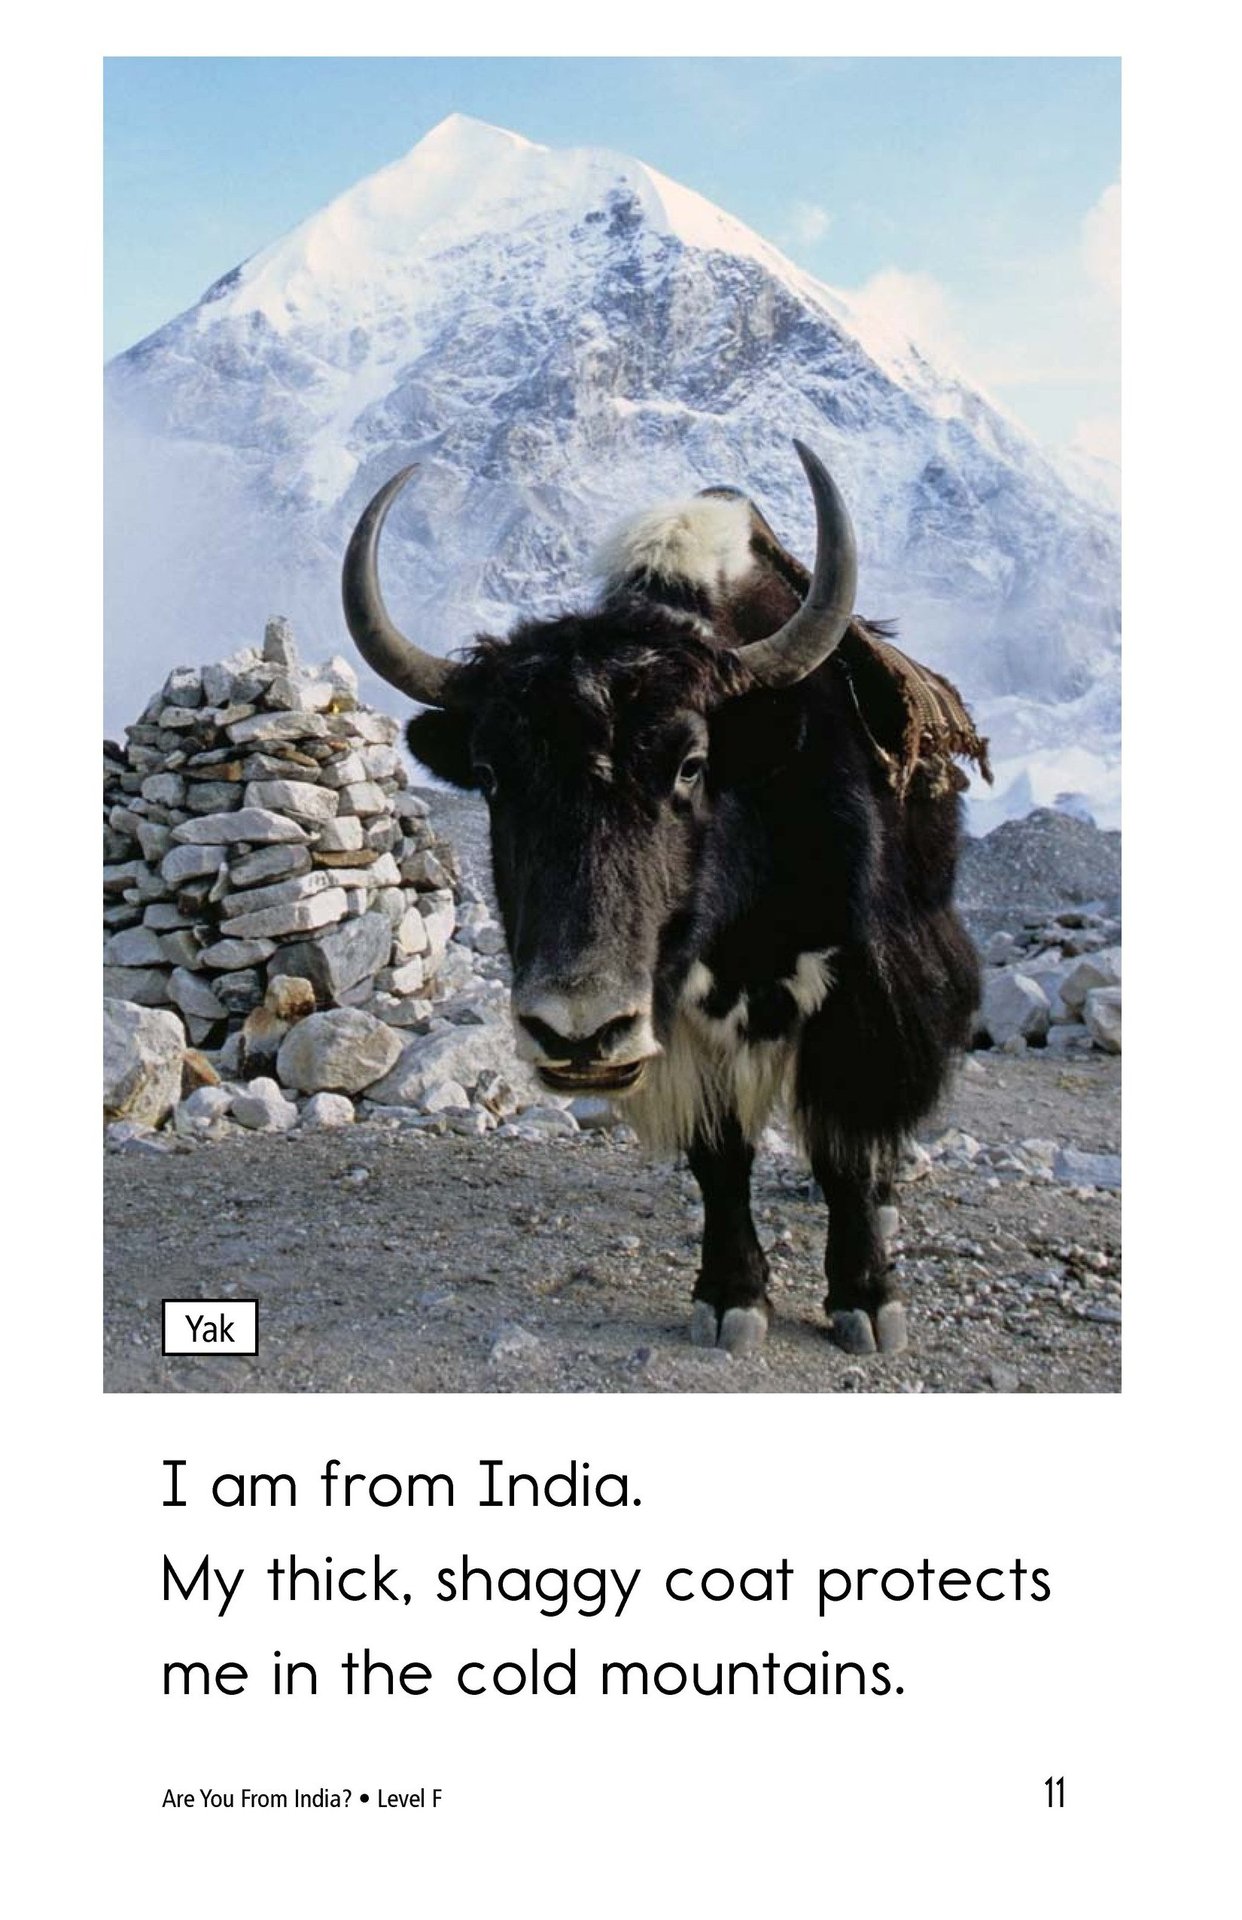 Yak
I am from India.
My thick, shaggy coat protects
me in the cold mountains.
Are You From India? • Level F
11